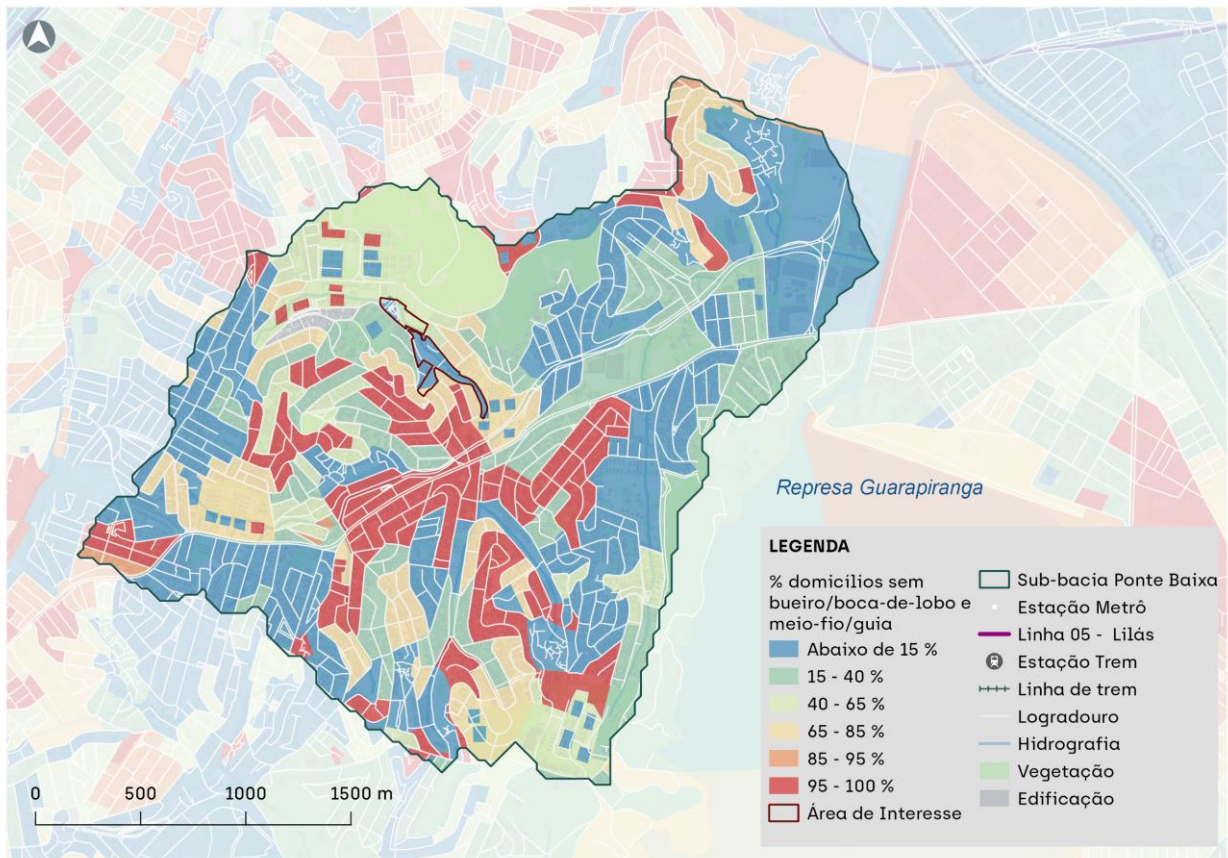 Represa Guarapiranga
LEGENDA
% domicílios sem
bueiro/boca-de-lobo e
meio-fio/guia
Abaixo de 15 %
15 - 40 %
40 - 65 %
65 - 85 %
85 - 95 %
95 - 100 %
Área de Interesse
Sub-bacia Ponte Baixa
Estação Metrô
Linha 05 - Lilás
Estação Trem
Linha de trem
Logradouro
Hidrografia
Vegetação
Edificação
0 500 1000 1500 m